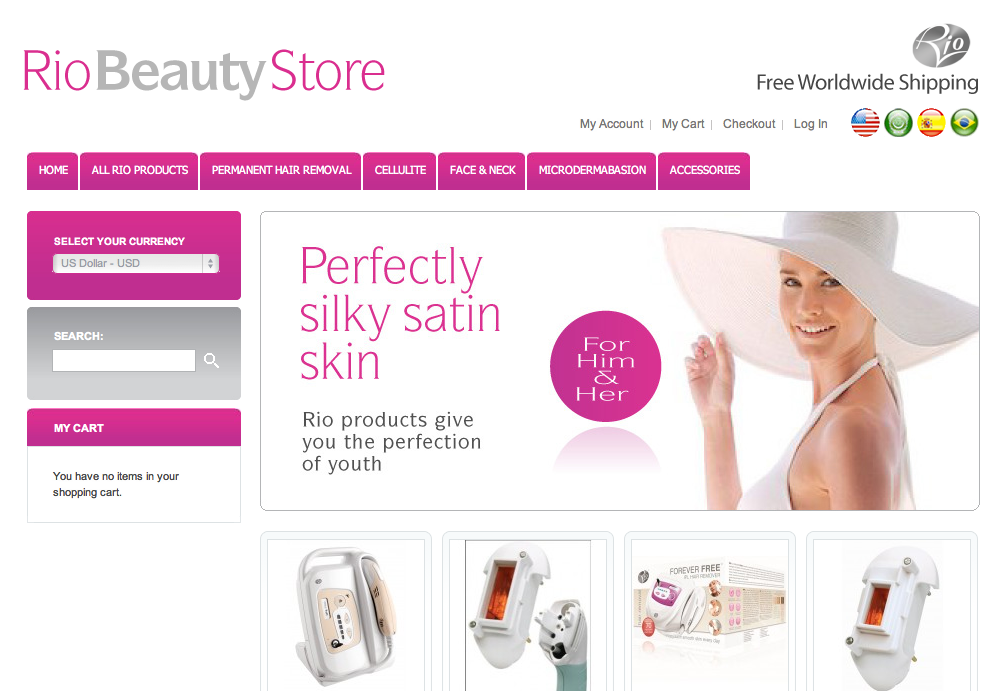 Rio Beauty Store
Rio
Free Worldwide Shipping
My Account | My Cart | Checkout | Log In
HOME
ALL RIO PRODUCTS
PERMANENT HAIR REMOVAL
CELLULITE
FACE & NECK
MICRODERMABASION
ACCESSORIES
SELECT YOUR CURRENCY
US Dollar - USD
SEARCH:
MY CART
You have no items in your
shopping cart.
Perfectly
silky satin
skin
Rio products give
you the perfection
of youth
For
Him
&
Her
FOREVER FREE
IPL HAIR REMOVER